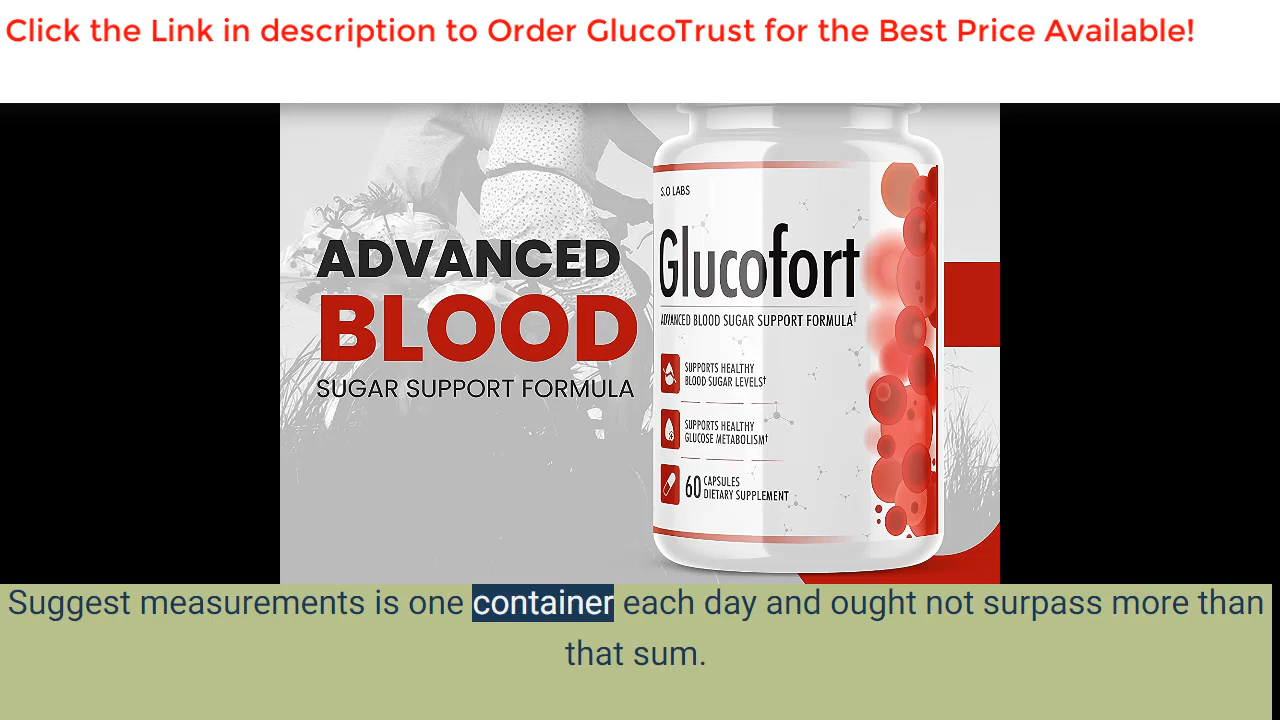 Click the Link in description to Order GlucoTrust for the Best Price Available!
ADVANCED
BLOOD
SUGAR SUPPORT FORMULA
S.O LABS
Glucofort
ADVANCED BLOOD SUGAR SUPPORT FORMULA†
SUPPORTS HEALTHY
BLOOD SUGAR LEVELS†
SUPPORTS HEALTHY
GLUCOSE METABOLISM†
60 CAPSULES
DIETARY SUPPLEMENT
Suggest measurements is one container each day and ought not surpass more than
that sum.